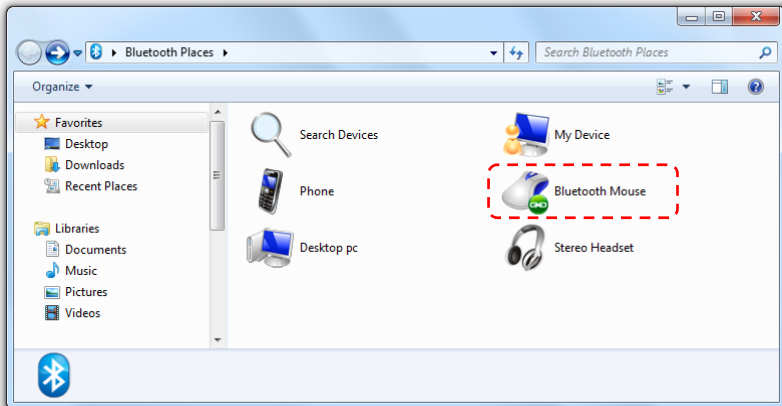 Bluetooth Places
Search Bluetooth Places
Organize
Favorites
Desktop
Downloads
Recent Places
Libraries
Documents
Music
Pictures
Videos
Search Devices
My Device
Phone
Bluetooth Mouse
Desktop pc
Stereo Headset